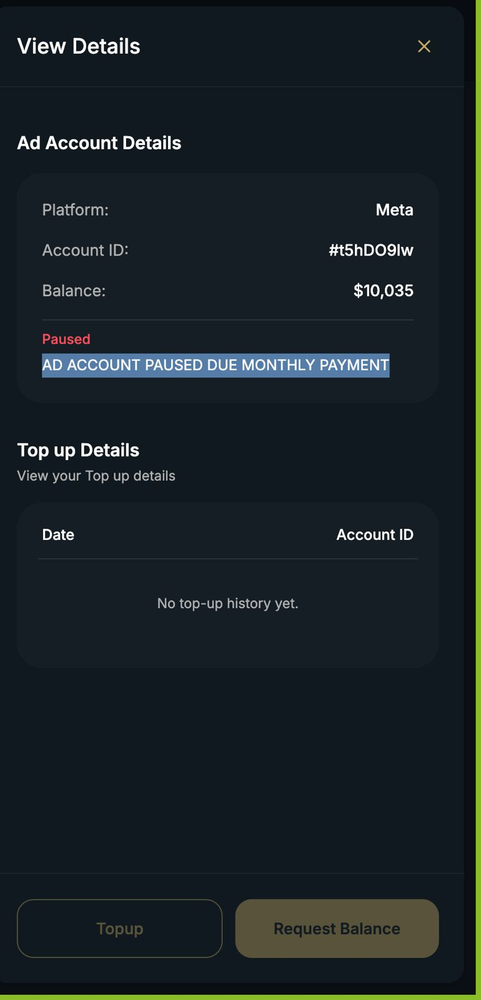 View Details
Ad Account Details
Platform: Meta
Account ID: #t5hDO9lw
Balance: $10,035
Paused
AD ACCOUNT PAUSED DUE MONTHLY PAYMENT
Top up Details
View your Top up details
Date Account ID
No top-up history yet.
Topup Request Balance